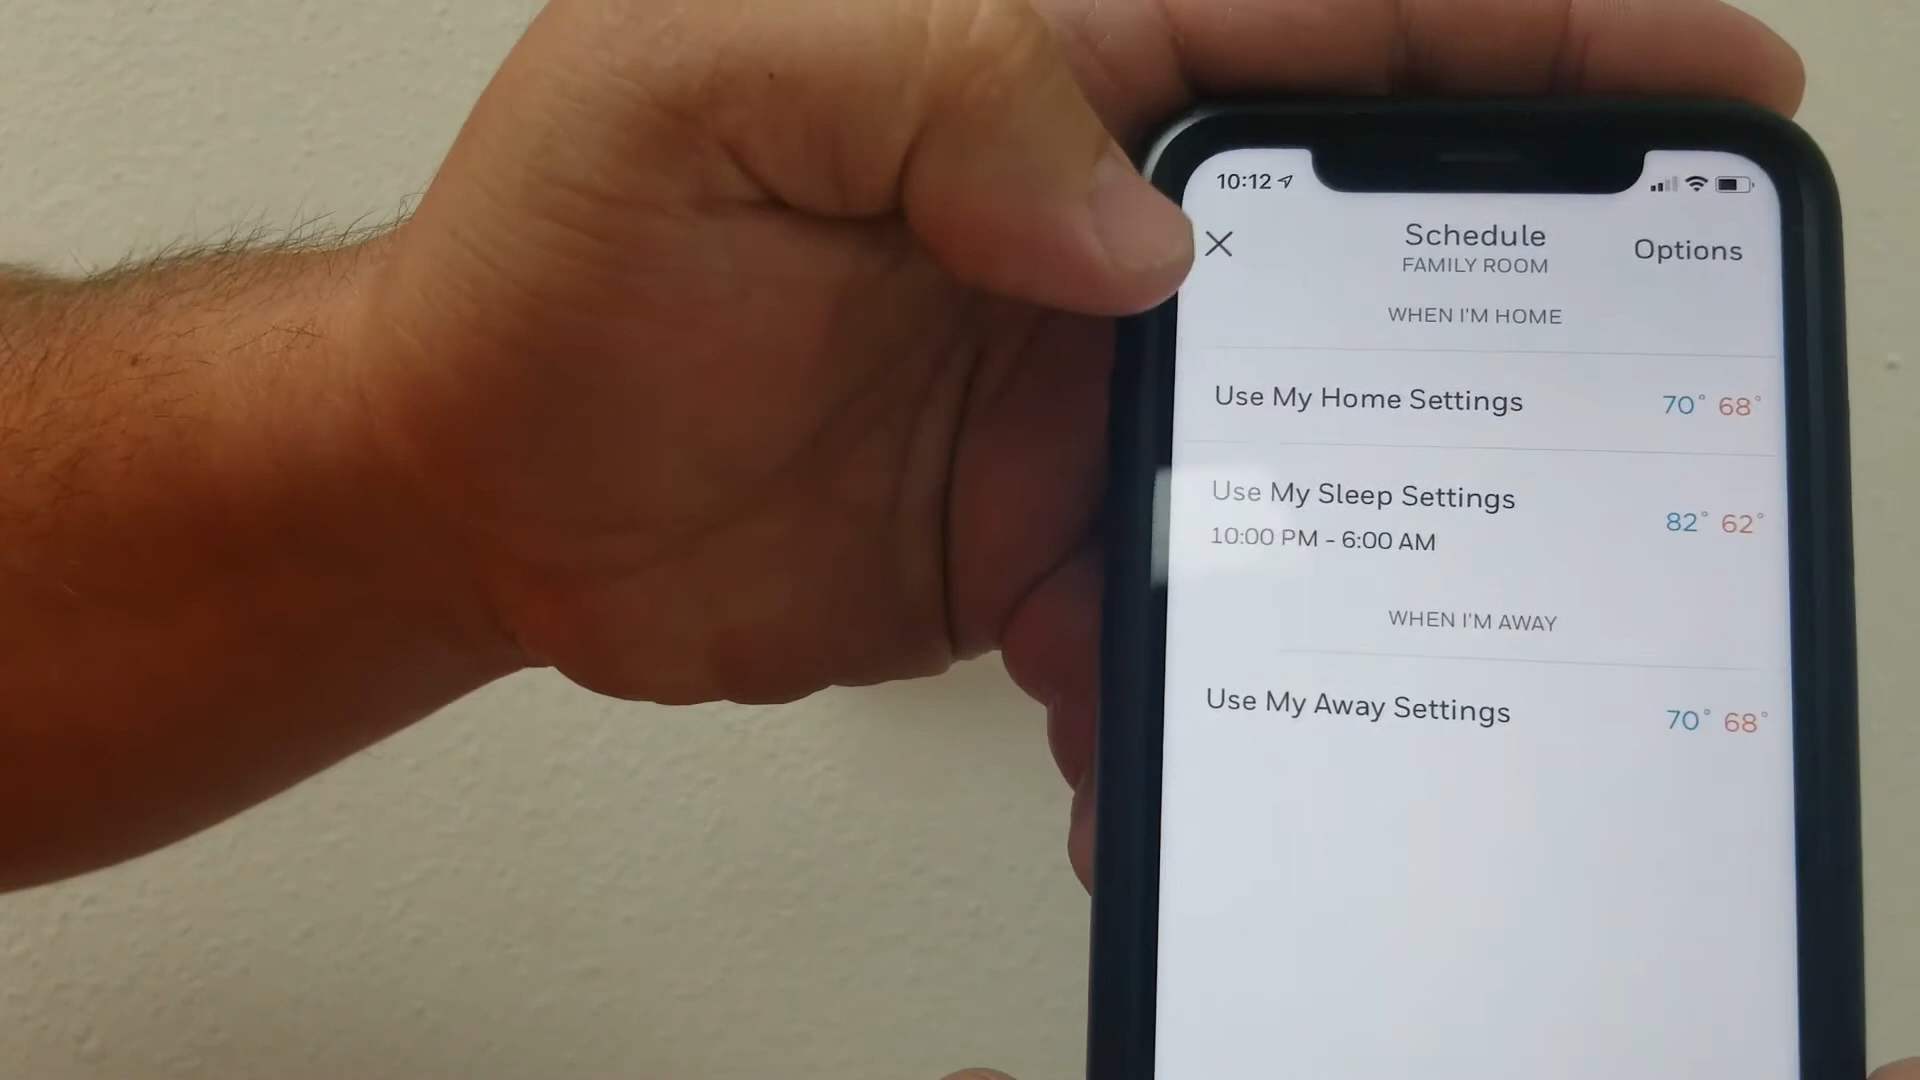 10:12
Schedule
Options
FAMILY ROOM
WHEN I'M HOME
Use My Home Settings 70° 68°
Use My Sleep Settings
10:00 PM - 6:00 AM
82° 62°
WHEN I'M AWAY
Use My Away Settings 70° 68°